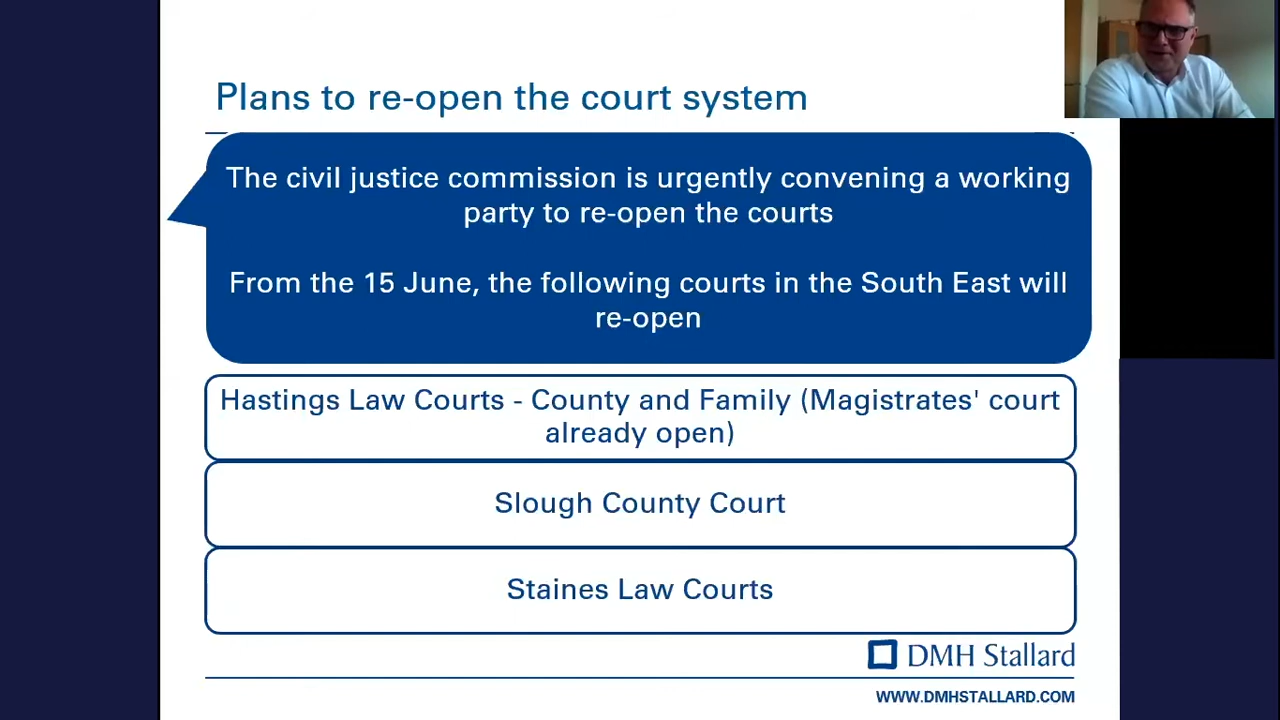 Plans to re-open the court system
The civil justice commission is urgently convening a working
party to re-open the courts
From the 15 June, the following courts in the South East will
re-open
Hastings Law Courts - County and Family (Magistrates' court
already open)
Slough County Court
Staines Law Courts
DMH Stallard
WWW.DMHSTALLARD.COM